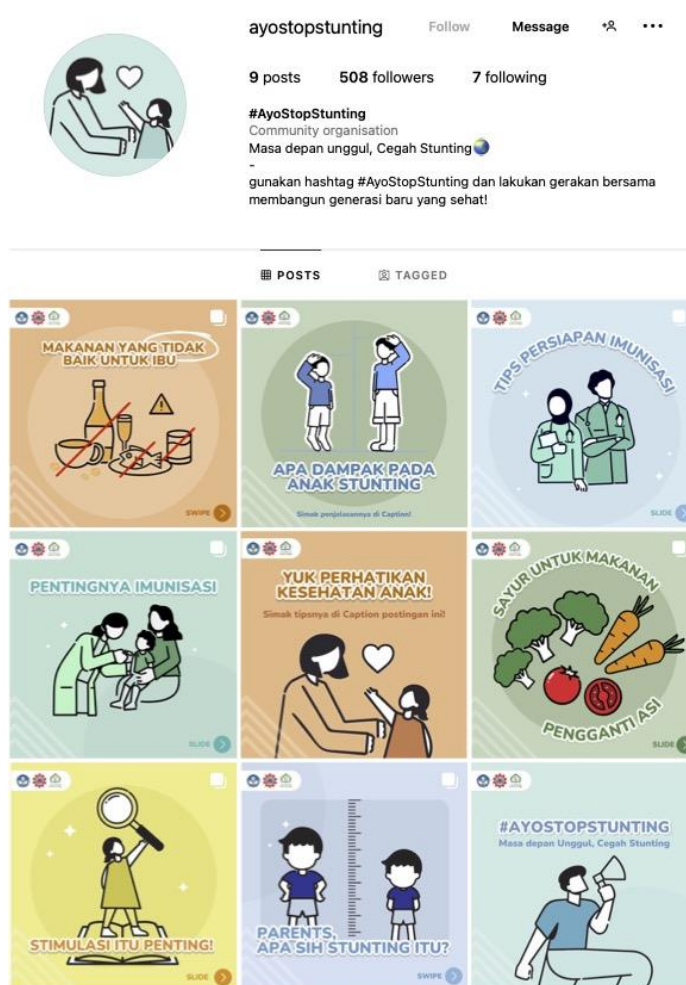 ayostopstunting Follow Message
9 posts 508 followers 7 following
#AyoStopStunting
Community organisation
Masa depan unggul, Cegah Stunting
-
gunakan hashtag #AyoStopStunting dan lakukan gerakan bersama
membangun generasi baru yang sehat!
POSTS TAGGED
MAKANAN YANG TIDAK
BAIK UNTUK IBU
SWIPE
APA DAMPAK PADA
ANAK STUNTING
Simak penjelasannya di Caption!
TIPS PERSIAPAN IMUNISASI
SLIDE
PENTINGNYA IMUNISASI
SLIDE
YUK PERHATIKAN
KESEHATAN ANAK!
Simak tipsnya di Caption postingan ini!
SAYUR UNTUK MAKANAN
PENGGANTI ASI
SLIDE
STIMULASI ITU PENTING!
SLIDE
PARENTS,
APA SIH STUNTING ITU?
SWIPE
#AYOSTOPSTUNTING
Masa depan Unggul, Cegah Stunting